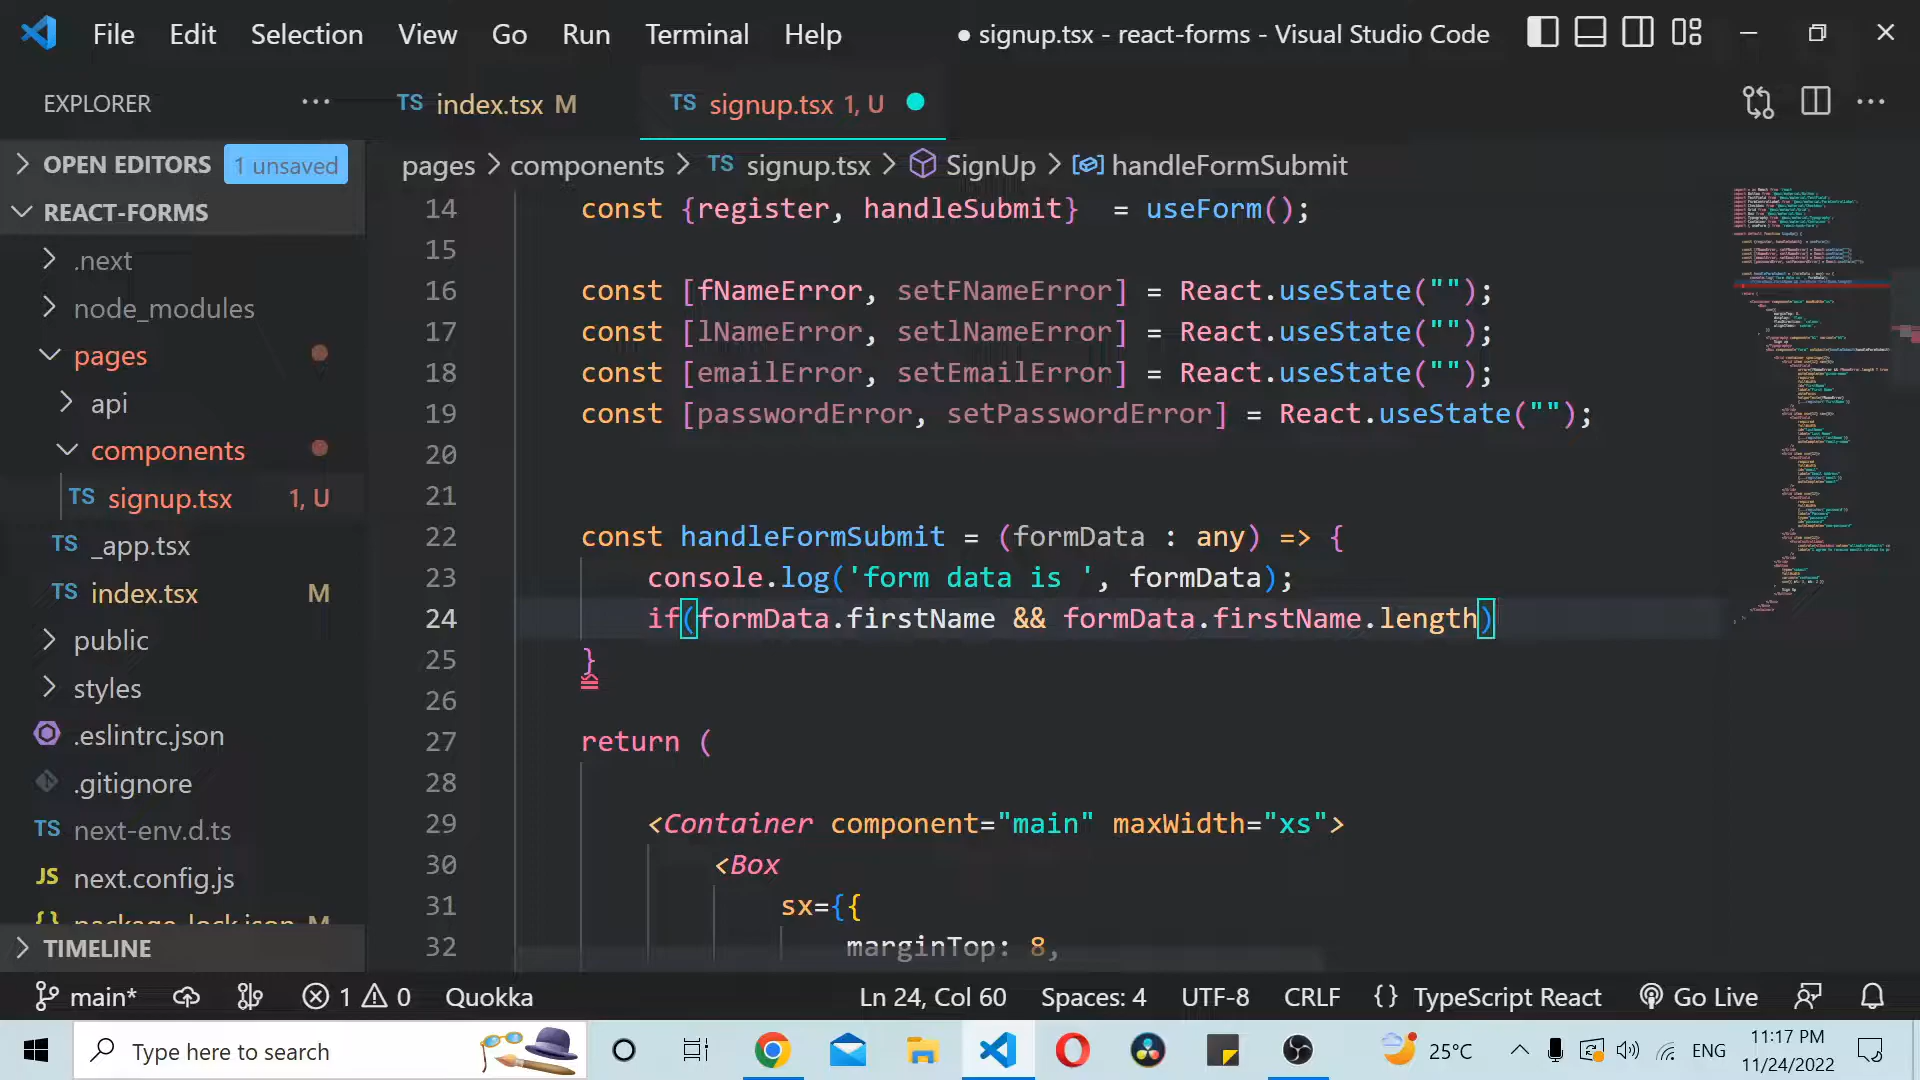 File Edit Selection View Go Run Terminal Help ● signup.tsx - react-forms - Visual Studio Code
EXPLORER ···
TS index.tsx M TS signup.tsx 1, U
OPEN EDITORS 1 unsaved
REACT-FORMS
.next
node_modules
pages
api
components
TS signup.tsx 1, U
TS _app.tsx
TS index.tsx M
public
styles
.eslintrc.json
.gitignore
TS next-env.d.ts
JS next.config.js
{} package-lock.json M
TIMELINE
pages > components > TS signup.tsx > SignUp > handleFormSubmit
14 const {register, handleSubmit}  = useForm();
15
16 const [fNameError, setFNameError] = React.useState("");
17 const [lNameError, setlNameError] = React.useState("");
18 const [emailError, setEmailError] = React.useState("");
19 const [passwordError, setPasswordError] = React.useState("");
20
21
22 const handleFormSubmit = (formData : any) => {
23 console.log('form data is ', formData);
24 if(formData.firstName && formData.firstName.length)
25 }
26
27 return (
28
29 <Container component="main" maxWidth="xs">
30 <Box
31 sx={{
32 marginTop: 8,
main* 1 0 Quokka Ln 24, Col 60 Spaces: 4 UTF-8 CRLF {} TypeScript React Go Live
Type here to search 25°C ENG 11:17 PM
11/24/2022